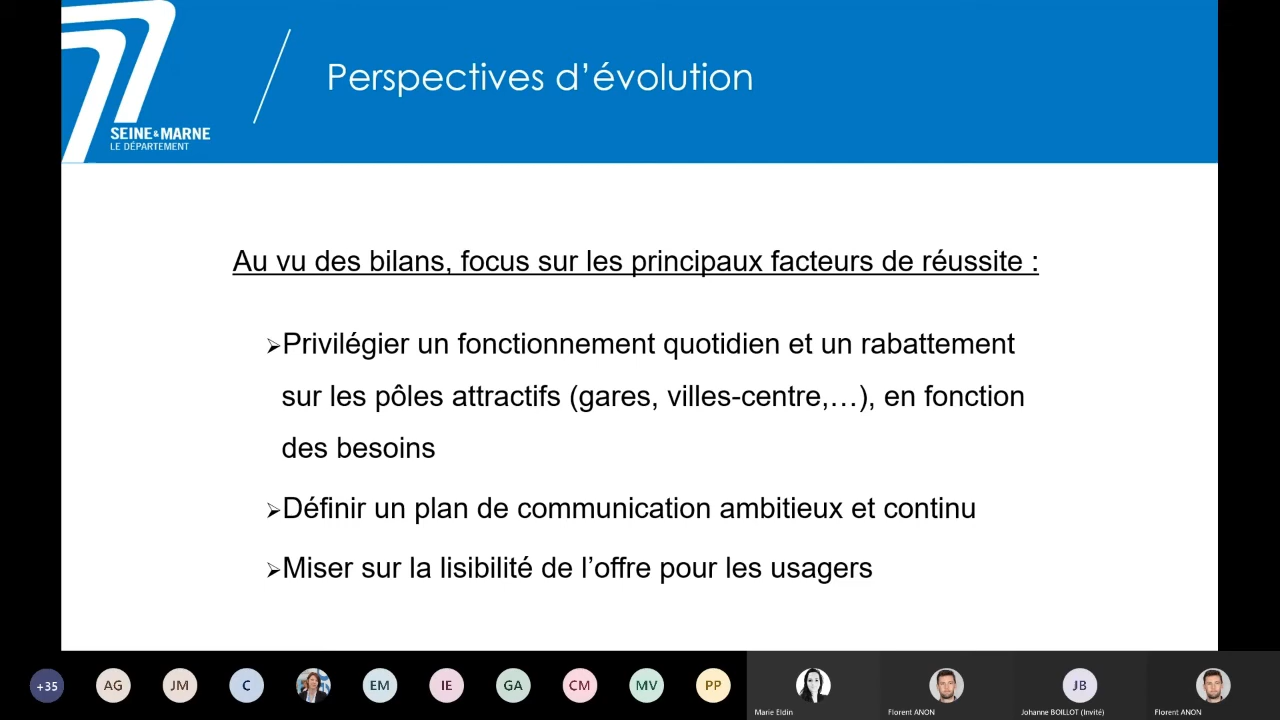 SEINE&MARNE
LE DÉPARTEMENT
Perspectives d’évolution
Au vu des bilans, focus sur les principaux facteurs de réussite :
➢Privilégier un fonctionnement quotidien et un rabattement
sur les pôles attractifs (gares, villes-centre,…), en fonction
des besoins
➢Définir un plan de communication ambitieux et continu
➢Miser sur la lisibilité de l’offre pour les usagers
+35 AG JM C EM IE GA CM MV PP JB
Marie Eldin Florent ANON Johanne BOILLOT (Invité) Florent ANON